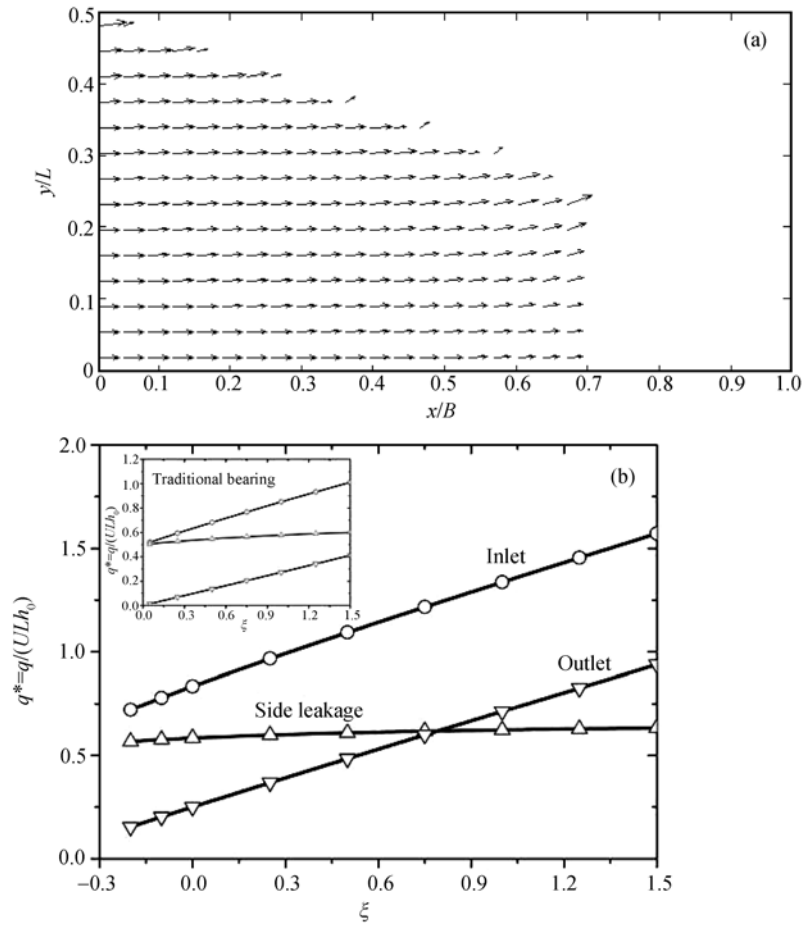 (a)
y/L
0.5
0.4
0.3
0.2
0.1
0
0 0.1 0.2 0.3 0.4 0.5 0.6 0.7 0.8 0.9 1.0
x/B
(b)
q*=q/(ULh₀)
2.0
1.5
1.0
0.5
0.0
−0.3 0.0 0.3 0.6 0.9 1.2 1.5
ξ
Traditional bearing
q*=q/(ULh₀)
1.2
1.0
0.8
0.6
0.4
0.2
0.0
0.0 0.3 0.6 0.9 1.2 1.5
ξ
Inlet
Outlet
Side leakage